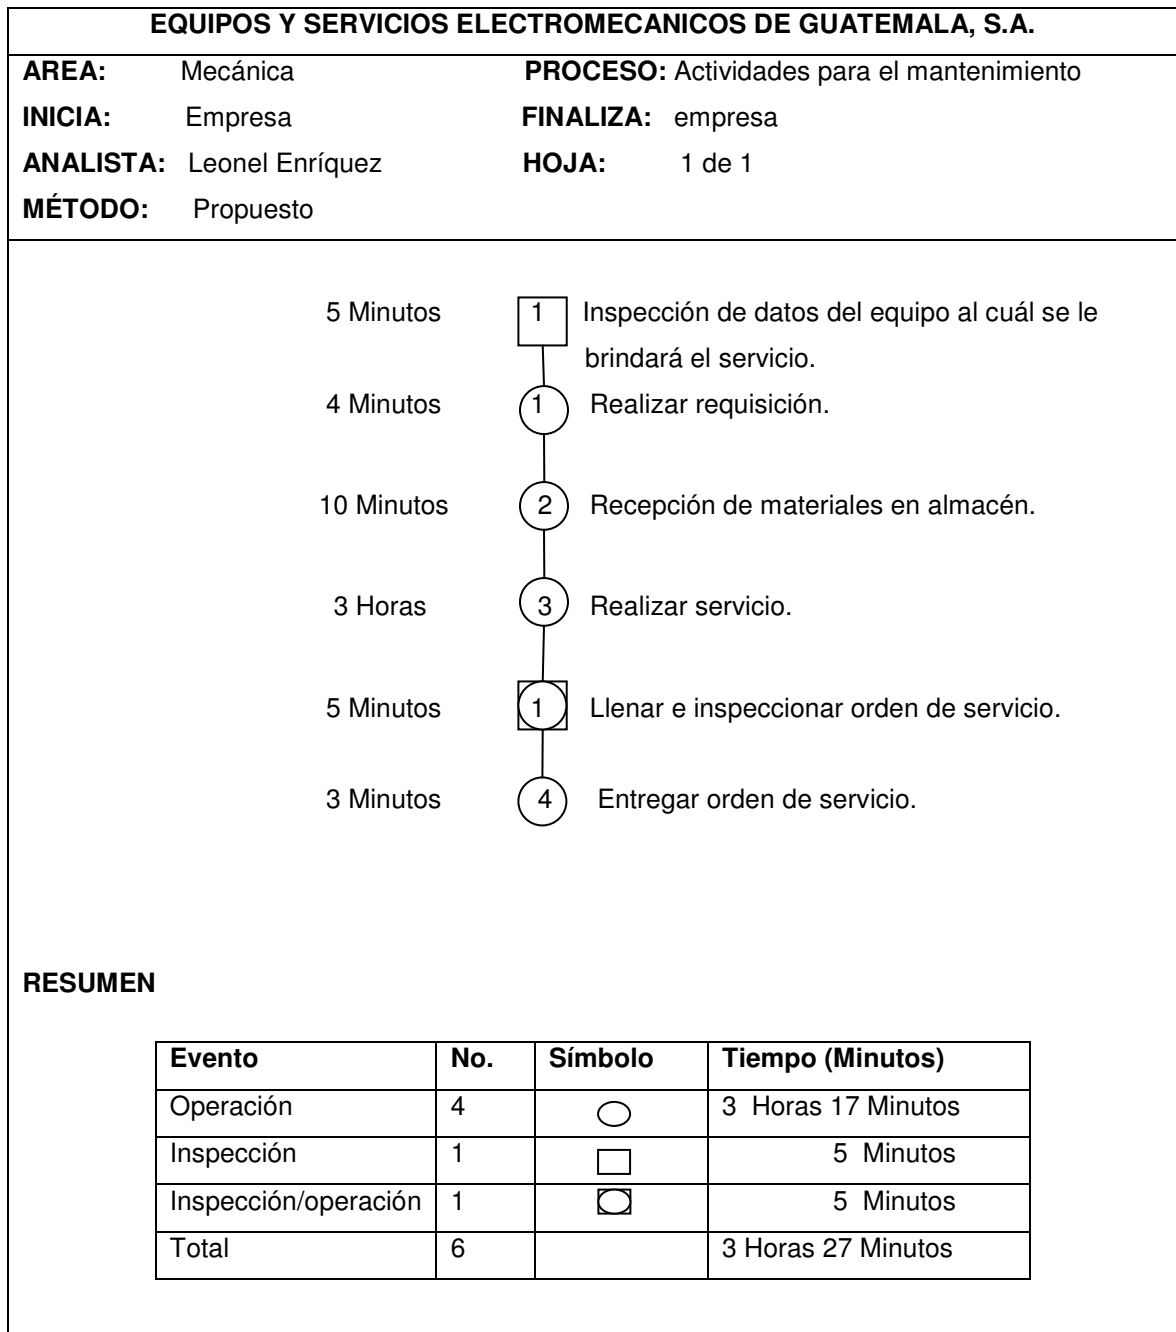 EQUIPOS Y SERVICIOS ELECTROMECANICOS DE GUATEMALA, S.A.
AREA: Mecánica PROCESO: Actividades para el mantenimiento
INICIA: Empresa FINALIZA: empresa
ANALISTA: Leonel Enríquez HOJA: 1 de 1
MÉTODO: Propuesto
5 Minutos 1 Inspección de datos del equipo al cuál se le
brindará el servicio.
4 Minutos 1 Realizar requisición.
10 Minutos 2 Recepción de materiales en almacén.
3 Horas 3 Realizar servicio.
5 Minutos 1 Llenar e inspeccionar orden de servicio.
3 Minutos 4 Entregar orden de servicio.
RESUMEN
Evento No. Símbolo Tiempo (Minutos)
Operación 4 3 Horas 17 Minutos
Inspección 1 5 Minutos
Inspección/operación 1 5 Minutos
Total 6 3 Horas 27 Minutos